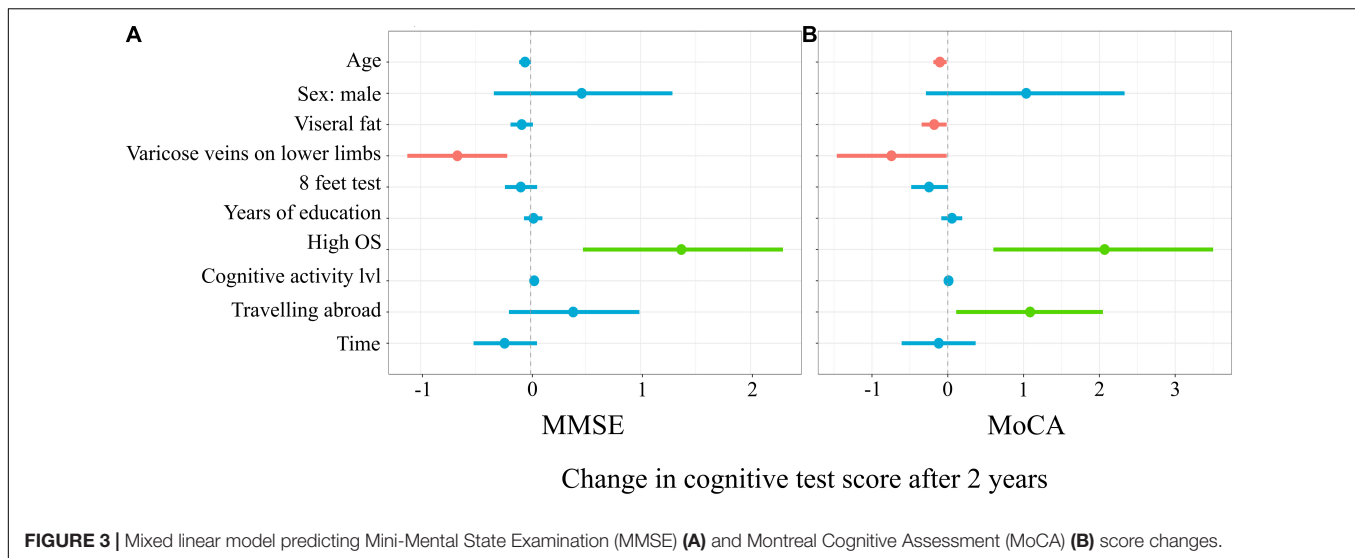 A
B
Age
Sex: male
Viseral fat
Varicose veins on lower limbs
8 feet test
Years of education
High OS
Cognitive activity lvl
Travelling abroad
Time
-1 0 1 2
-1 0 1 2 3
MMSE
MoCA
Change in cognitive test score after 2 years
FIGURE 3 | Mixed linear model predicting Mini-Mental State Examination (MMSE) (A) and Montreal Cognitive Assessment (MoCA) (B) score changes.